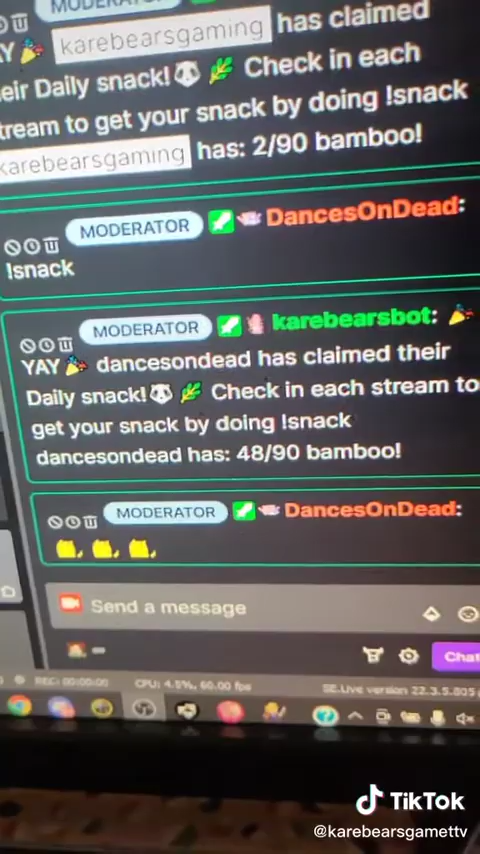 MODERATOR
YAY 🎉 karebearsgaming has claimed
their Daily snack!🐼 🌿 Check in each
stream to get your snack by doing !snack
karebearsgaming has: 2/90 bamboo!
MODERATOR DancesOnDead:
!snack
MODERATOR karebearsbot: 🎉
YAY 🎉 dancesondead has claimed their
Daily snack!🐼 🌿 Check in each stream to
get your snack by doing !snack
dancesondead has: 48/90 bamboo!
MODERATOR DancesOnDead:
Send a message
Chat
REC: 00:00:00 CPU: 4.5%, 60.00 fps SE.Live version 22.3.5.805
TikTok
@karebearsgamettv